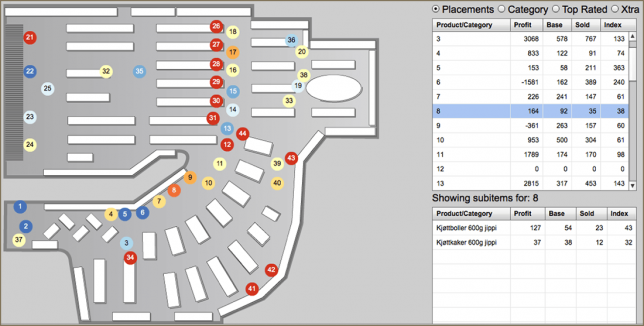 Placements Category Top Rated Xtra
Product/Category Profit Base Sold Index
3 3068 578 767 133
4 833 122 91 74
5 153 58 211 363
6 -1581 162 389 240
7 226 241 147 61
8 164 92 35 38
9 -361 263 157 60
10 953 500 304 61
11 1789 174 170 98
12 0 0 0 0
13 2815 317 453 143
Showing subitems for: 8
Product/Category Profit Base Sold Index
Kjøttboller 600g jippi 127 54 23 43
Kjøttkaker 600g jippi 37 38 12 32
26
21
18
36
27
17
20
28
16
22
32
35
38
29
25
15
19
33
30
14
23
31
13
44
24
12
43
11
39
9
10
40
8
7
1
4
5
6
2
37
3
34
42
41